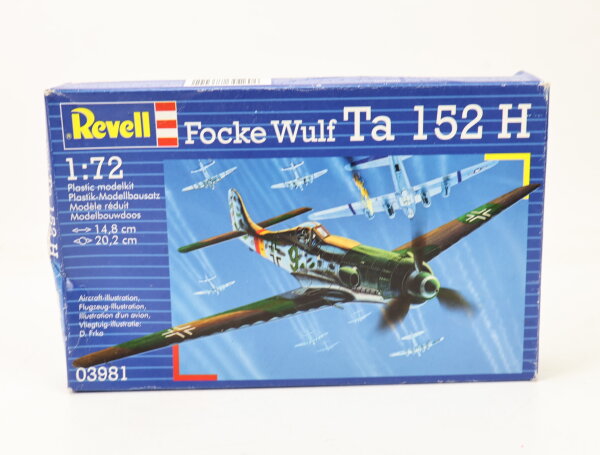 Revell
Focke Wulf Ta 152 H
1:72
Plastic modelkit
Plastik-Modellbausatz
Modèle réduit
Modelbouwdoos
14,8 cm
20,2 cm
Aircraft-illustration,
Flugzeug-Illustration,
Illustration d'un avion,
Vliegtuig-illustratie:
D. Frka
03981